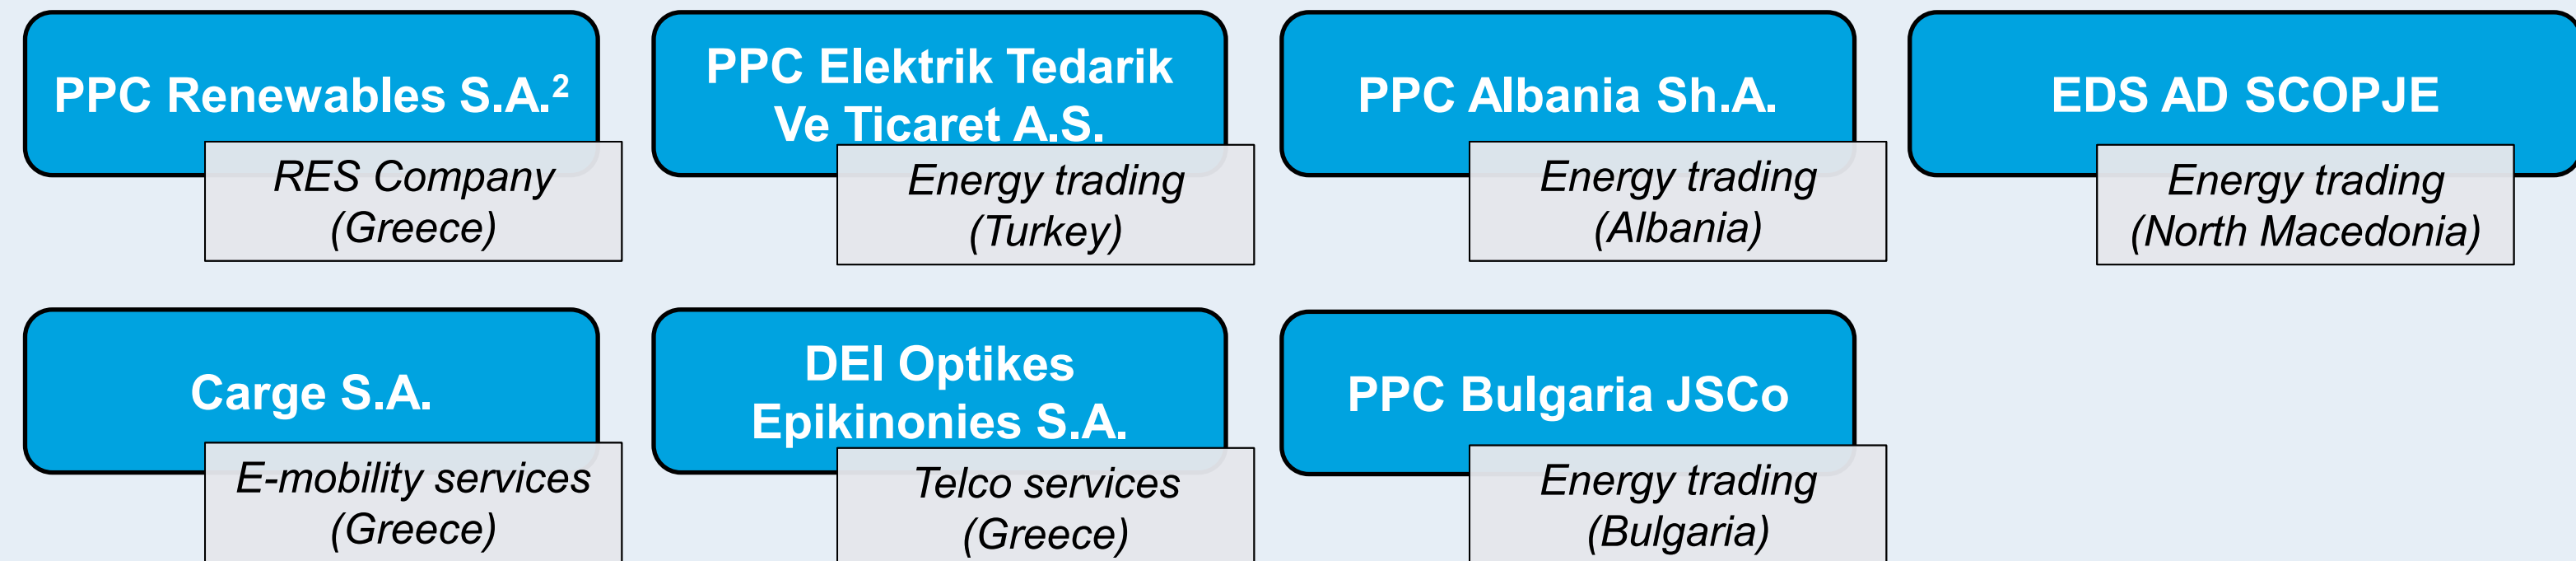 PPC Renewables S.A.²
RES Company
(Greece)
PPC Elektrik Tedarik
Ve Ticaret A.S.
Energy trading
(Turkey)
PPC Albania Sh.A.
Energy trading
(Albania)
EDS AD SCOPJE
Energy trading
(North Macedonia)
Carge S.A.
E-mobility services
(Greece)
DEI Optikes
Epikinonies S.A.
Telco services
(Greece)
PPC Bulgaria JSCo
Energy trading
(Bulgaria)